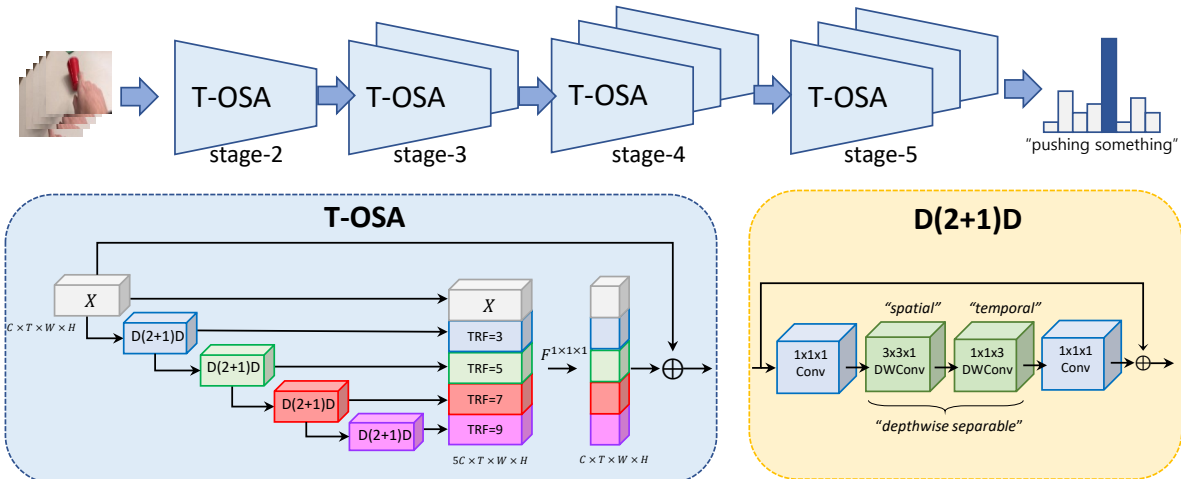 T-OSA
T-OSA
T-OSA
T-OSA
stage-2
stage-3
stage-4
stage-5
"pushing something"
T-OSA
X
C × T × W × H
D(2+1)D
D(2+1)D
D(2+1)D
D(2+1)D
X
TRF=3
TRF=5
TRF=7
TRF=9
5C × T × W × H
F^{1×1×1}
C × T × W × H
D(2+1)D
"spatial"
"temporal"
1x1x1
Conv
3x3x1
DWConv
1x1x3
DWConv
1x1x1
Conv
"depthwise separable"